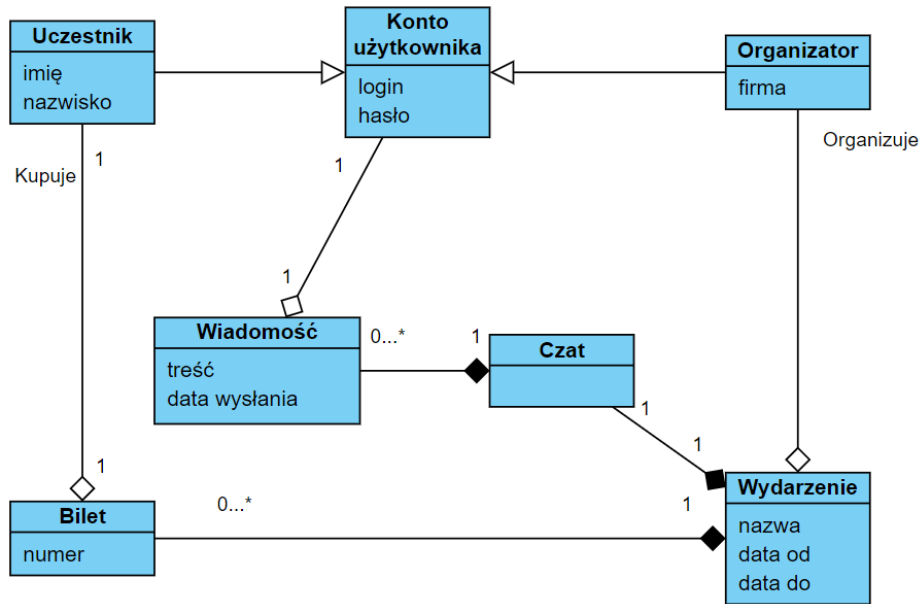 Uczestnik
imię
nazwisko
Konto
użytkownika
login
hasło
Organizator
firma
1
Kupuje
1
Organizuje
1
Wiadomość
treść
data wysłania
0...*
1
Czat
1
1
1
Bilet
numer
0...*
1
Wydarzenie
nazwa
data od
data do